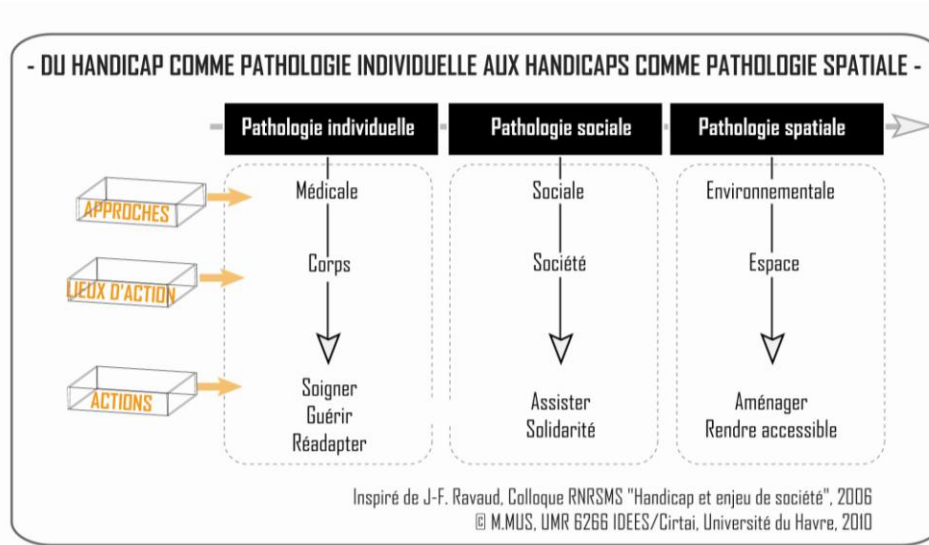 - DU HANDICAP COMME PATHOLOGIE INDIVIDUELLE AUX HANDICAPS COMME PATHOLOGIE SPATIALE -
Pathologie individuelle
Pathologie sociale
Pathologie spatiale
APPROCHES
Médicale
Sociale
Environnementale
LIEUX D'ACTION
Corps
Société
Espace
ACTIONS
Soigner
Guérir
Réadapter
Assister
Solidarité
Aménager
Rendre accessible
Inspiré de J-F. Ravaud, Colloque RNRSMS "Handicap et enjeu de société", 2006
© M.MUS, UMR 6266 IDEES/Cirtai, Université du Havre, 2010